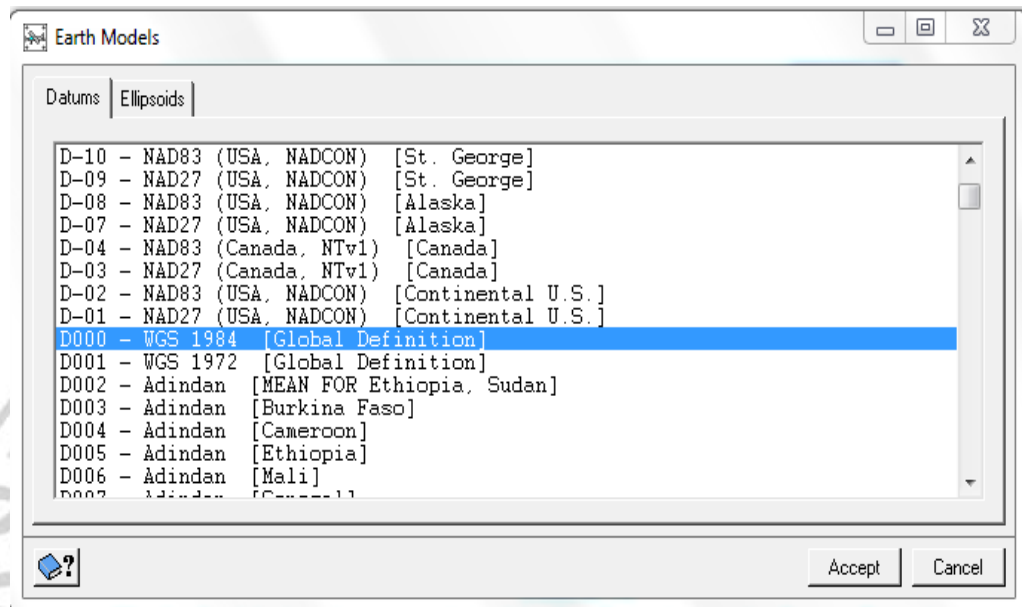 Earth Models
Datums Ellipsoids
D-10 - NAD83 (USA, NADCON) [St. George]
D-09 - NAD27 (USA, NADCON) [St. George]
D-08 - NAD83 (USA, NADCON) [Alaska]
D-07 - NAD27 (USA, NADCON) [Alaska]
D-04 - NAD83 (Canada, NTv1) [Canada]
D-03 - NAD27 (Canada, NTv1) [Canada]
D-02 - NAD83 (USA, NADCON) [Continental U.S.]
D-01 - NAD27 (USA, NADCON) [Continental U.S.]
D000 - WGS 1984 [Global Definition]
D001 - WGS 1972 [Global Definition]
D002 - Adindan [MEAN FOR Ethiopia, Sudan]
D003 - Adindan [Burkina Faso]
D004 - Adindan [Cameroon]
D005 - Adindan [Ethiopia]
D006 - Adindan [Mali]
D007 - Adindan
? Accept Cancel